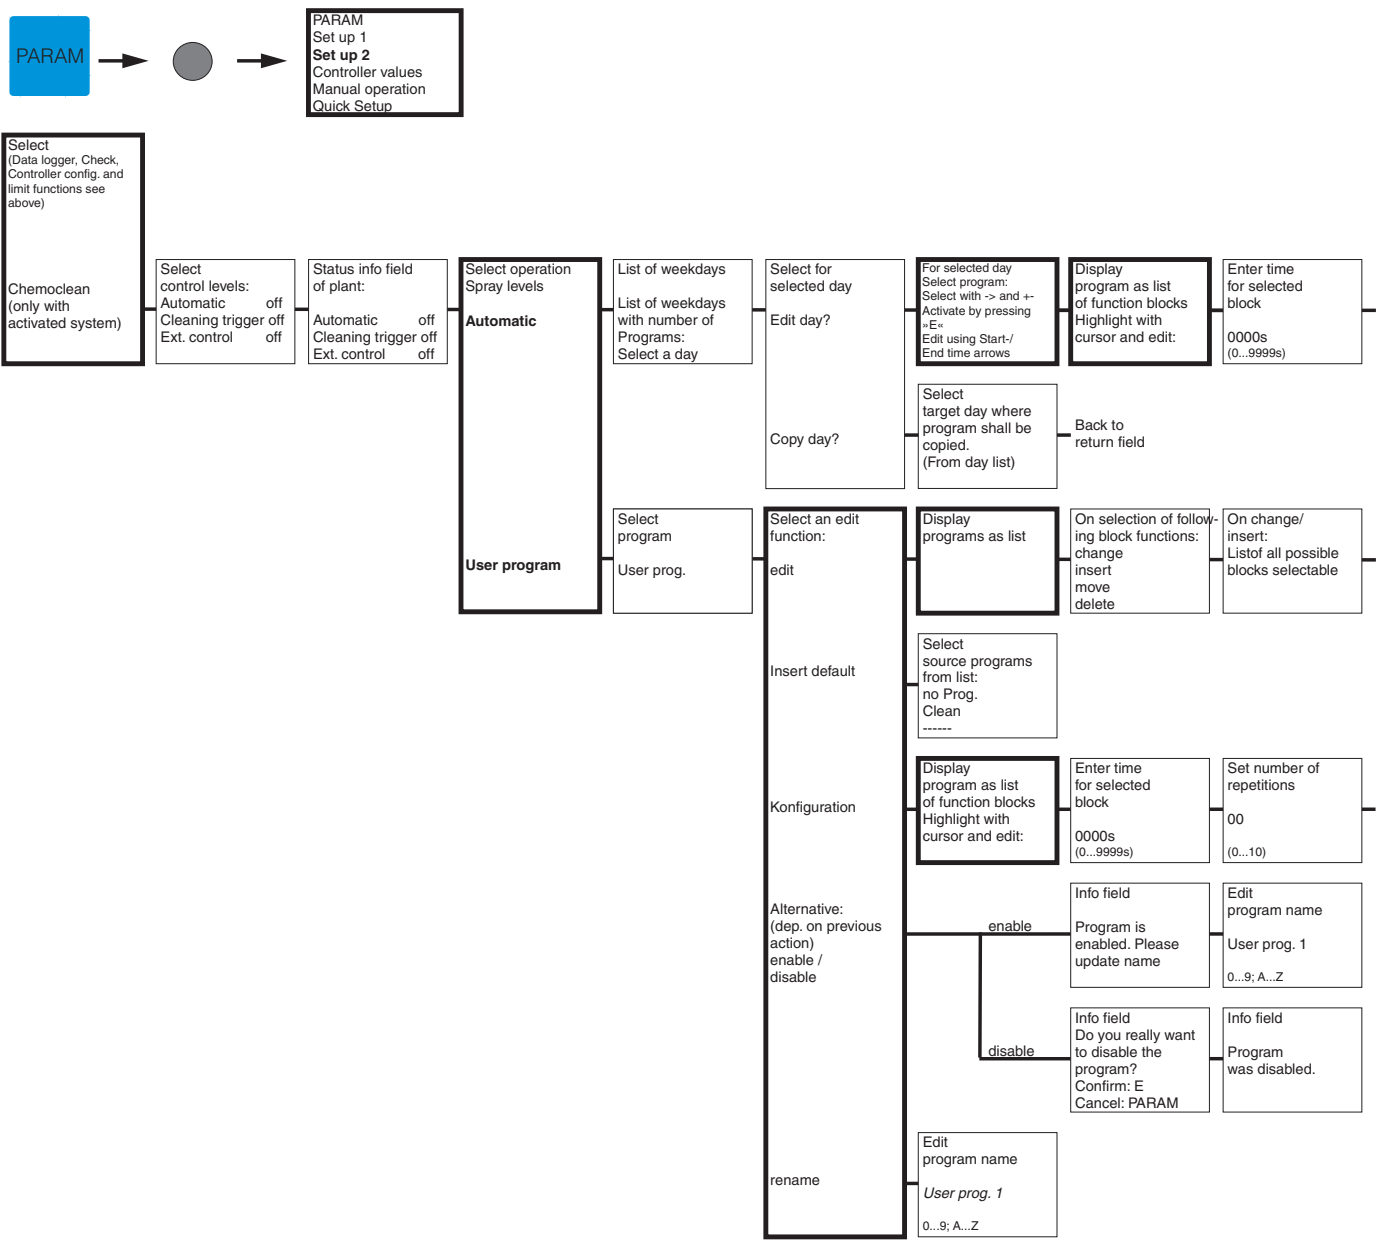 PARAM
PARAM
Set up 1
Set up 2
Controller values
Manual operation
Quick Setup
Select
(Data logger, Check,
Controller config. and
limit functions see
above)
Chemoclean
(only with
activated system)
Select
control levels:
Automatic off
Cleaning trigger off
Ext. control off
Status info field
of plant:
Automatic off
Cleaning trigger off
Ext. control off
Select operation
Spray levels
Automatic
User program
List of weekdays
List of weekdays
with number of
Programs:
Select a day
Select for
selected day
Edit day?
Copy day?
For selected day
Select program:
Select with -> and +-
Activate by pressing
»E«
Edit using Start-/
End time arrows
Display
program as list
of function blocks
Highlight with
cursor and edit:
Enter time
for selected
block
0000s
(0...9999s)
Select
target day where
program shall be
copied.
(From day list)
Back to
return field
Select
program
User prog.
Select an edit
function:
edit
Insert default
Konfiguration
Alternative:
(dep. on previous
action)
enable /
disable
rename
Display
programs as list
On selection of follow-
ing block functions:
change
insert
move
delete
On change/
insert:
Listof all possible
blocks selectable
Select
source programs
from list:
no Prog.
Clean
------
Display
program as list
of function blocks
Highlight with
cursor and edit:
Enter time
for selected
block
0000s
(0...9999s)
Set number of
repetitions
00
(0...10)
enable
Info field
Program is
enabled. Please
update name
Edit
program name
User prog. 1
0...9; A...Z
disable
Info field
Do you really want
to disable the
program?
Confirm: E
Cancel: PARAM
Info field
Program
was disabled.
Edit
program name
User prog. 1
0...9; A...Z